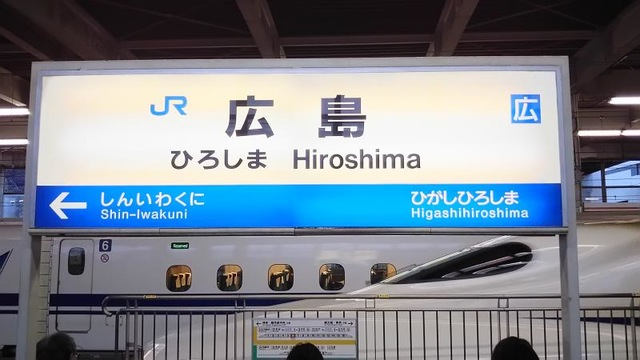 JR 広島 広
ひろしま Hiroshima
← しんいわくに ひがしひろしま
Shin-Iwakuni Higashihiroshima
6 Reserved